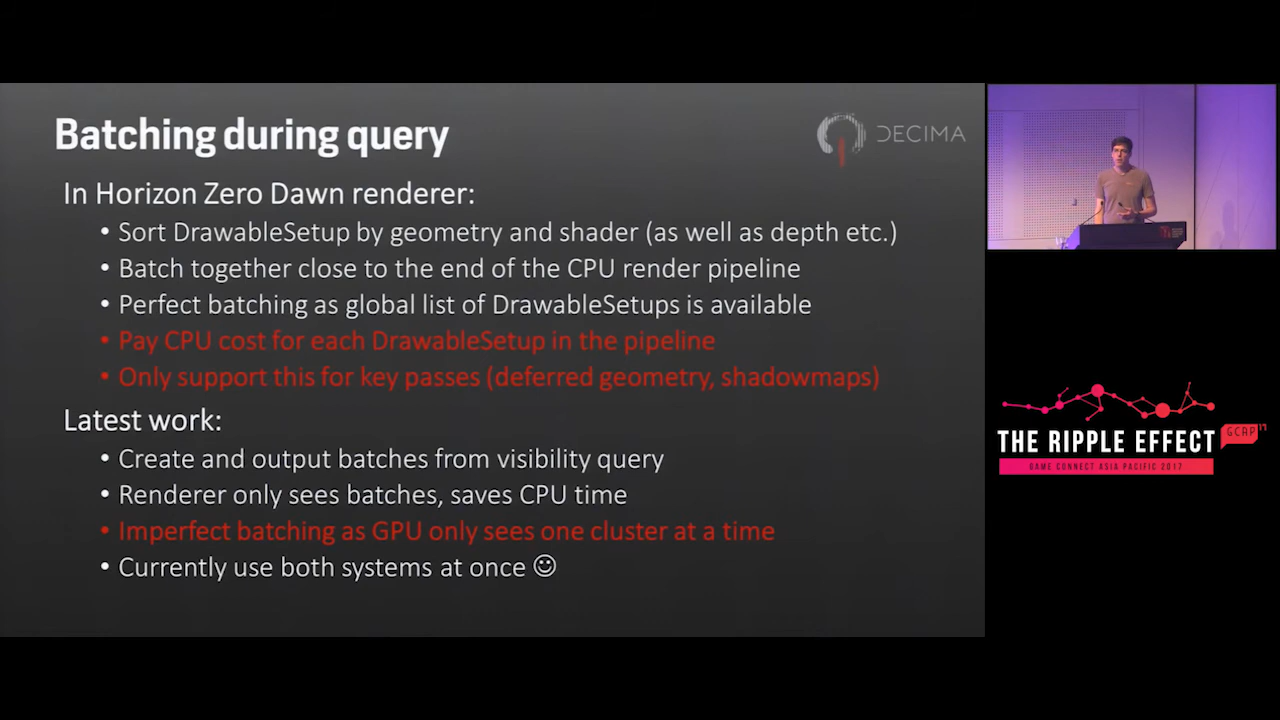 Batching during query
DECIMA
In Horizon Zero Dawn renderer:
• Sort DrawableSetup by geometry and shader (as well as depth etc.)
• Batch together close to the end of the CPU render pipeline
• Perfect batching as global list of DrawableSetups is available
• Pay CPU cost for each DrawableSetup in the pipeline
• Only support this for key passes (deferred geometry, shadowmaps)
Latest work:
• Create and output batches from visibility query
• Renderer only sees batches, saves CPU time
• Imperfect batching as GPU only sees one cluster at a time
• Currently use both systems at once ☺
THE RIPPLE EFFECT
GCAP'17
GAME CONNECT ASIA PACIFIC 2017